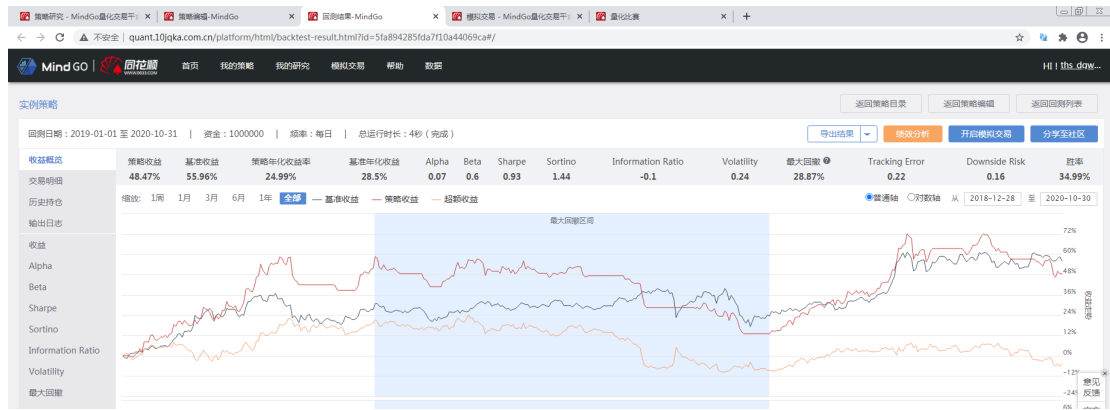 策略研究 - MindGo量化交易平台
策略编辑-MindGo
回测结果-MindGo
模拟交易 - MindGo量化交易平台
量化比赛
不安全 | quant.10jqka.com.cn/platform/html/backtest-result.html?id=5fa894285fda7f10a44069ca#/
Mind GO | 同花顺 首页 我的策略 我的研究 模拟交易 帮助 数据 HI ! ths_dqw...
WWW.10JQKA.COM.CN
实例策略 返回策略目录 返回策略编辑 返回回测列表
回测日期：2019-01-01 至 2020-10-31 | 资金：1000000 | 频率：每日 | 总运行时长：4秒（完成） 导出结果 绩效分析 开启模拟交易 分享至社区
收益概览 策略收益 基准收益 策略年化收益率 基准年化收益 Alpha Beta Sharpe Sortino Information Ratio Volatility 最大回撤 Tracking Error Downside Risk 胜率
48.47% 55.96% 24.99% 28.5% 0.07 0.6 0.93 1.44 -0.1 0.24 28.87% 0.22 0.16 34.99%
交易明细
历史持仓 缩放: 1周 1月 3月 6月 1年 全部 基准收益 策略收益 超额收益 普通轴 对数轴 从 2018-12-28 至 2020-10-30
输出日志 最大回撤区间
收益
Alpha
Beta
Sharpe
Sortino
Information Ratio
Volatility
最大回撤
72%
60%
48%
36%
24%
12%
0%
-12%
-24%
6%
意见
反馈